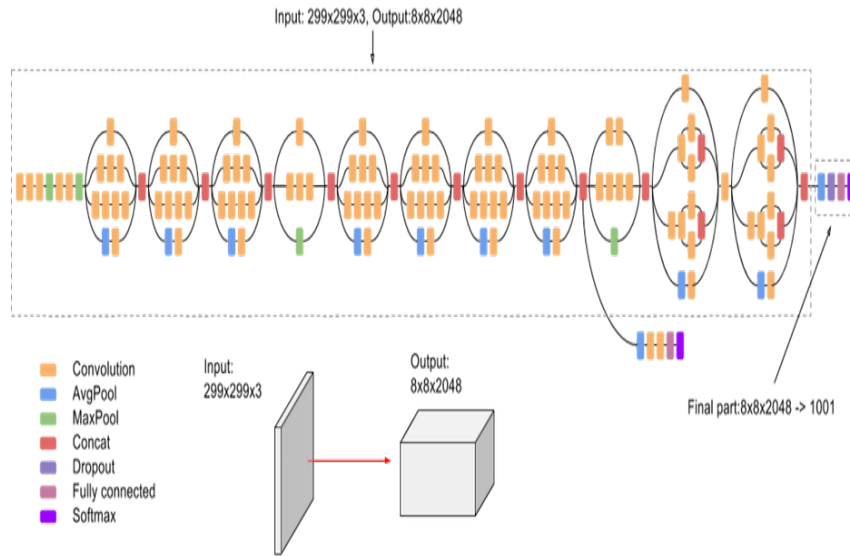 Input: 299x299x3, Output:8x8x2048
Convolution
AvgPool
MaxPool
Concat
Dropout
Fully connected
Softmax
Input:
299x299x3
Output:
8x8x2048
Final part:8x8x2048 -> 1001